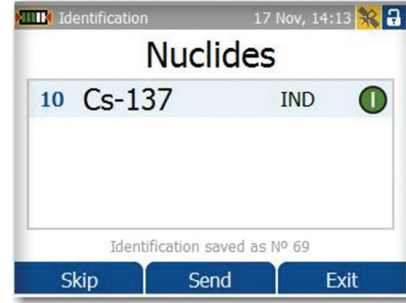 Identification 17 Nov, 14:13
Nuclides
10 Cs-137 IND I
Identification saved as Nº 69
Skip Send Exit